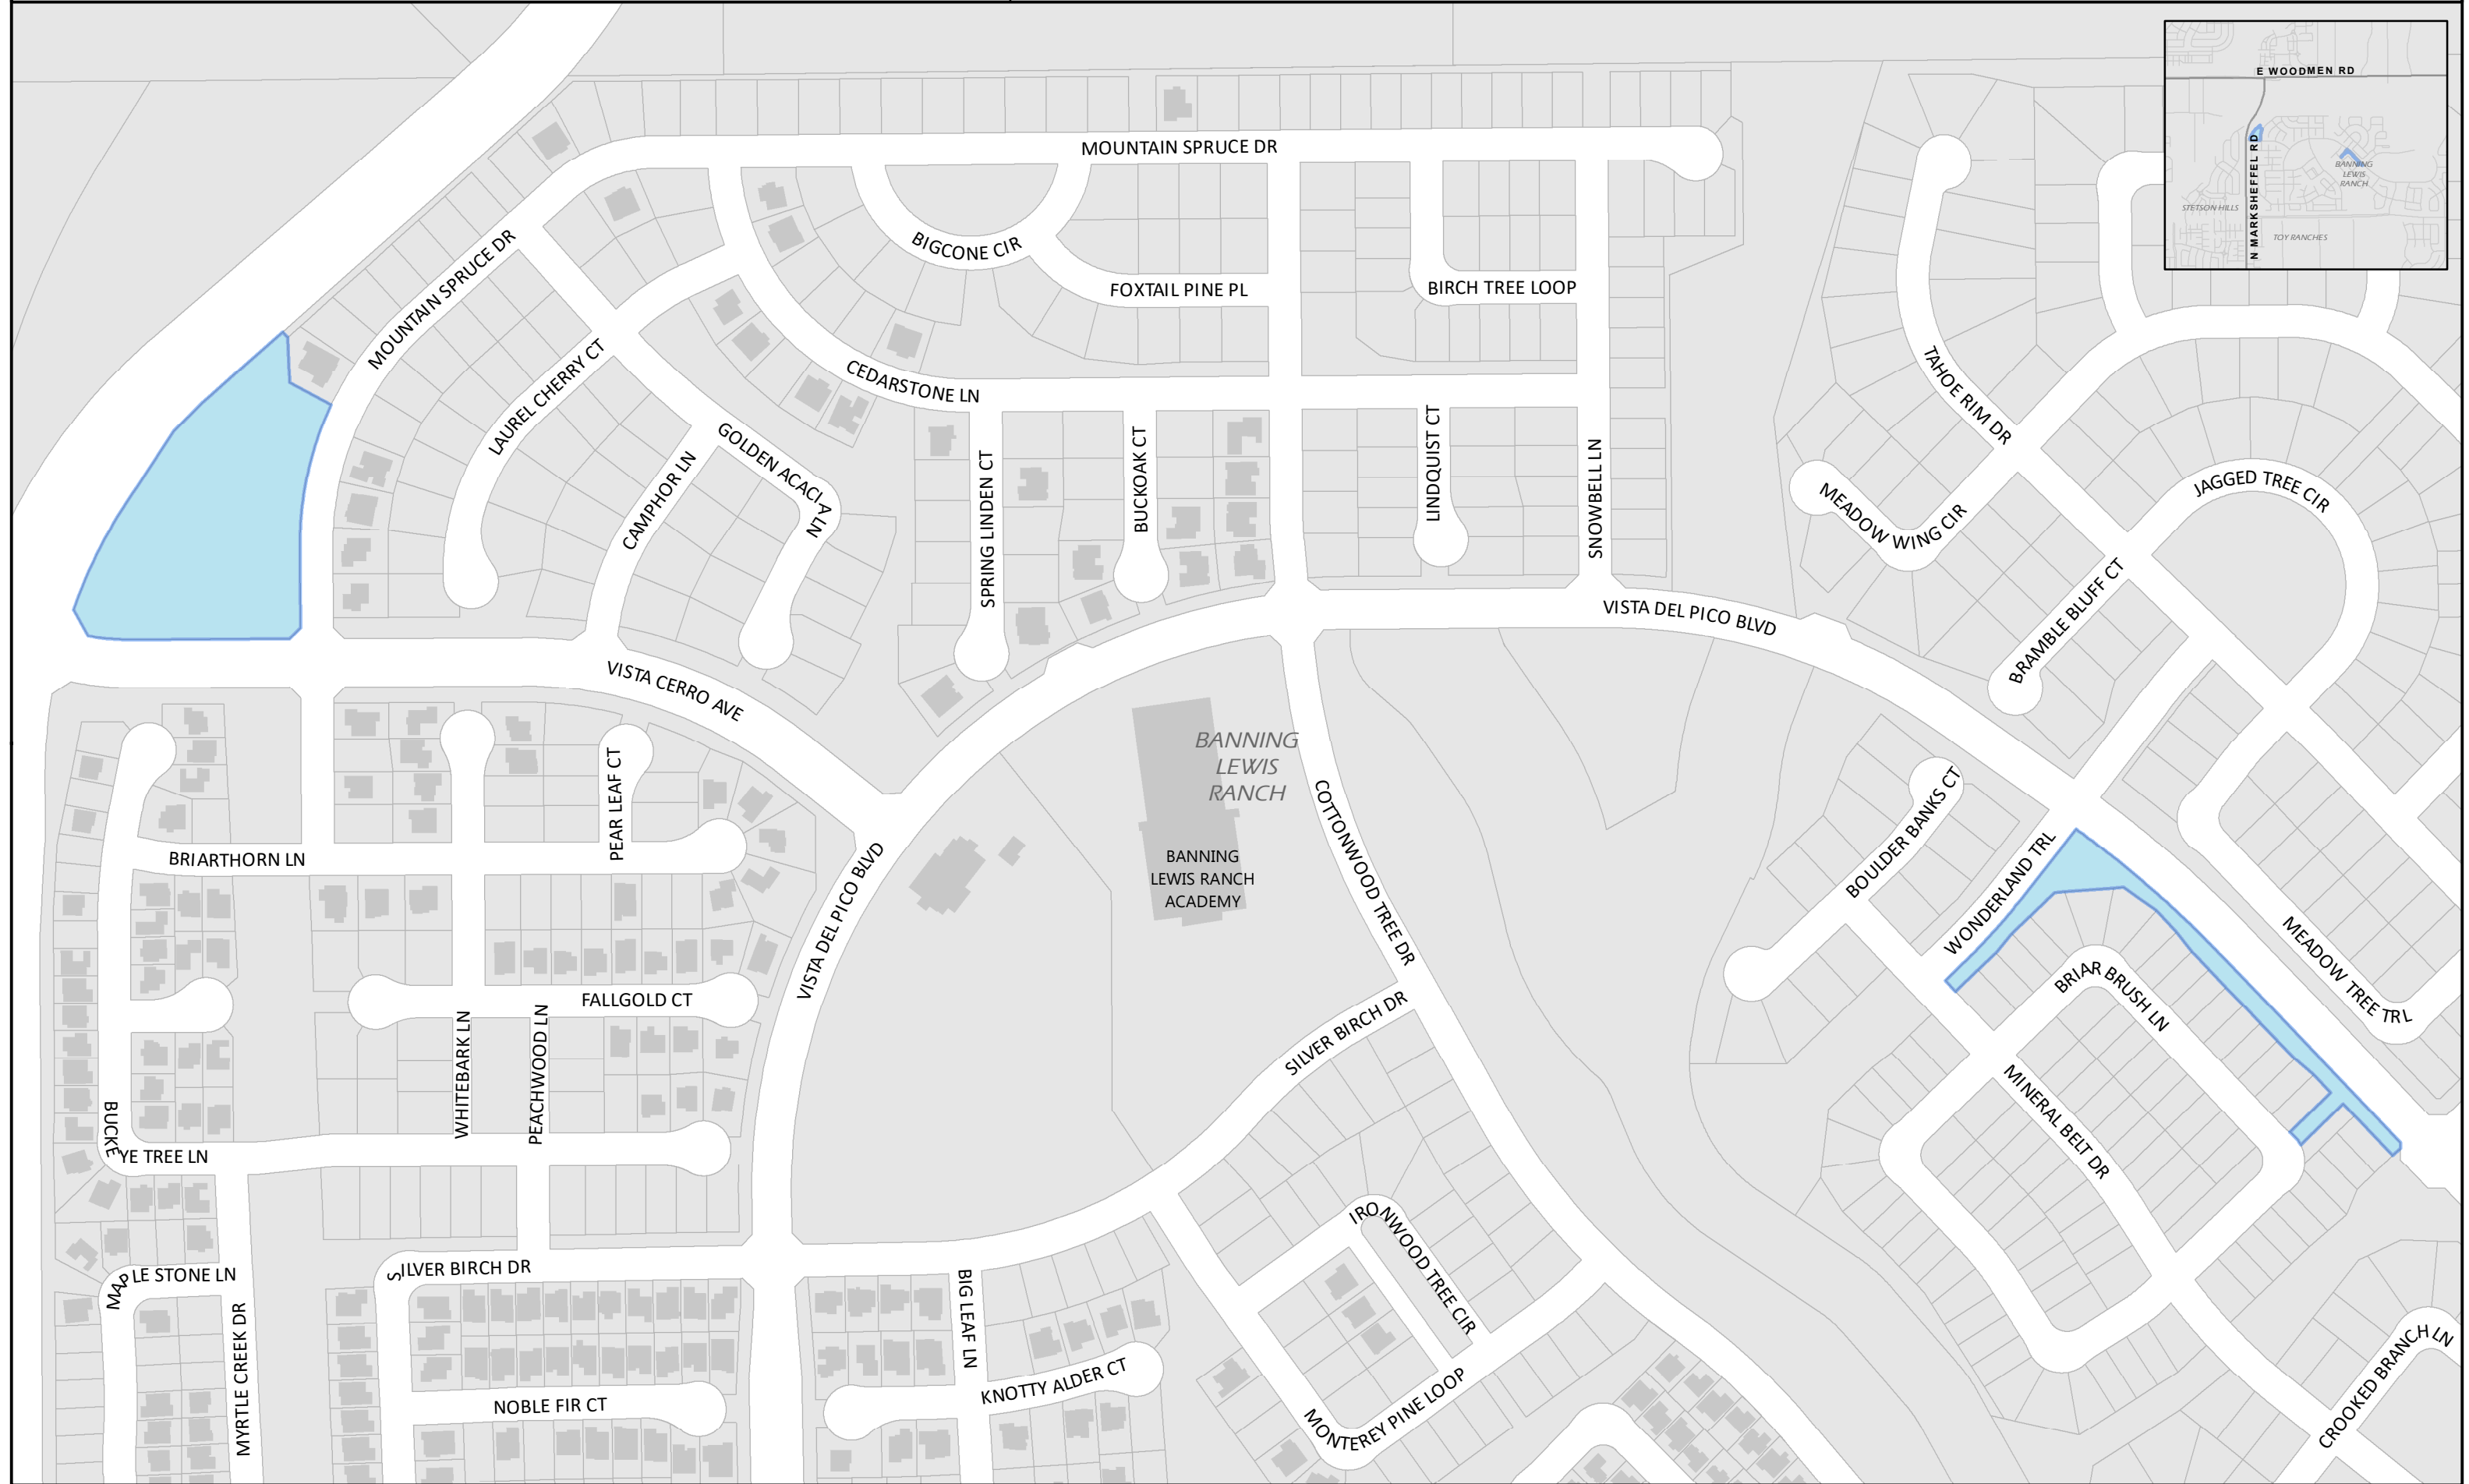 E WOODMEN RD
N MARKSHEFFEL RD
BANNING
LEWIS
RANCH
STETSON HILLS
TOY RANCHES
MOUNTAIN SPRUCE DR
MOUNTAIN SPRUCE DR
BIGCONE CIR
FOXTAIL PINE PL
BIRCH TREE LOOP
LAUREL CHERRY CT
CEDARSTONE LN
TAHOE RIM DR
GOLDEN ACACIA LN
CAMPHOR LN
SPRING LINDEN CT
BUCKOAK CT
LINDQUIST CT
SNOWBELL LN
MEADOW WING CIR
JAGGED TREE CIR
BRAMBLE BLUFF CT
VISTA DEL PICO BLVD
VISTA CERRO AVE
BANNING
LEWIS
RANCH
PEAR LEAF CT
BRIARTHORN LN
VISTA DEL PICO BLVD
BANNING
LEWIS RANCH
ACADEMY
COTTONWOOD TREE DR
BOULDER BANKS CT
WONDERLAND TRL
BRIAR BRUSH LN
MEADOW TREE TRL
FALLGOLD CT
WHITEBARK LN
PEACHWOOD LN
SILVER BIRCH DR
MINERAL BELT DR
BUCKEYE TREE LN
IRONWOOD TREE CIR
MAPLE STONE LN
SILVER BIRCH DR
MYRTLE CREEK DR
BIG LEAF LN
KNOTTY ALDER CT
NOBLE FIR CT
MONTEREY PINE LOOP
CROOKED BRANCH LN